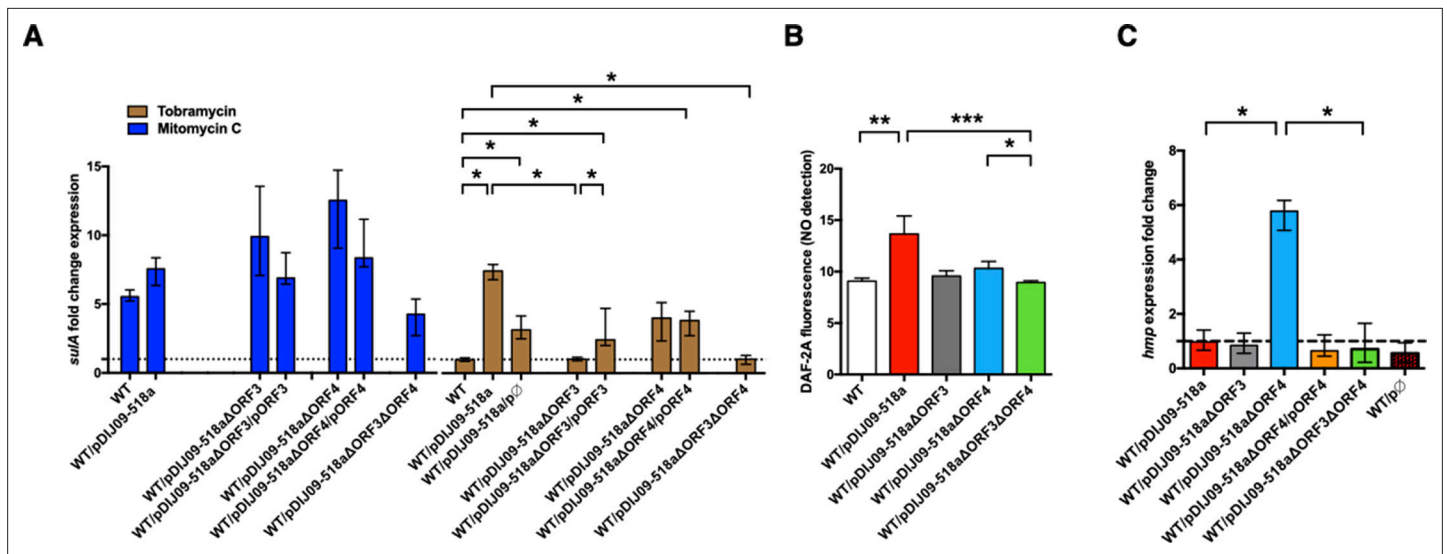 A
Tobramycin
Mitomycin C
*
*
*
*
*
*
*
sulA fold change expression
15
10
5
0
WT
WT/pDIJ09-518a
WT/pDIJ09-518aΔORF3
WT/pDIJ09-518aΔORF3/pORF3
WT/pDIJ09-518aΔORF4
WT/pDIJ09-518aΔORF4/pORF4
WT/pDIJ09-518aΔORF3ΔORF4
WT
WT/pDIJ09-518a
WT/pDIJ09-518a/pØ
WT/pDIJ09-518aΔORF3
WT/pDIJ09-518aΔORF3/pORF3
WT/pDIJ09-518aΔORF4
WT/pDIJ09-518aΔORF4/pORF4
WT/pDIJ09-518aΔORF3ΔORF4
B
**
***
*
DAF-2A fluorescence (NO detection)
20
15
10
5
0
WT
WT/pDIJ09-518a
WT/pDIJ09-518aΔORF3
WT/pDIJ09-518aΔORF4
WT/pDIJ09-518aΔORF3ΔORF4
C
*
*
hmp expression fold change
8
6
4
2
0
WT/pDIJ09-518a
WT/pDIJ09-518aΔORF3
WT/pDIJ09-518aΔORF4
WT/pDIJ09-518aΔORF4/pORF4
WT/pDIJ09-518aΔORF3ΔORF4
WT/pØ